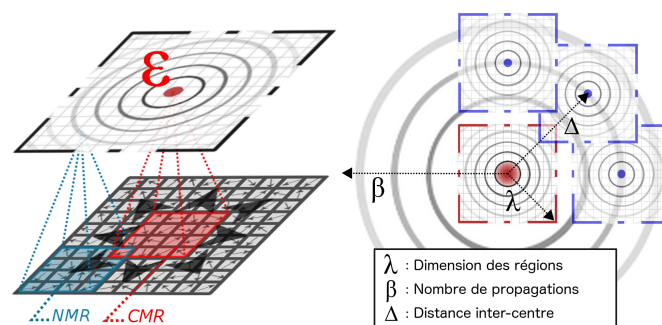 ε
NMR
CMR
Δ
β
λ
λ : Dimension des régions
β : Nombre de propagations
Δ : Distance inter-centre